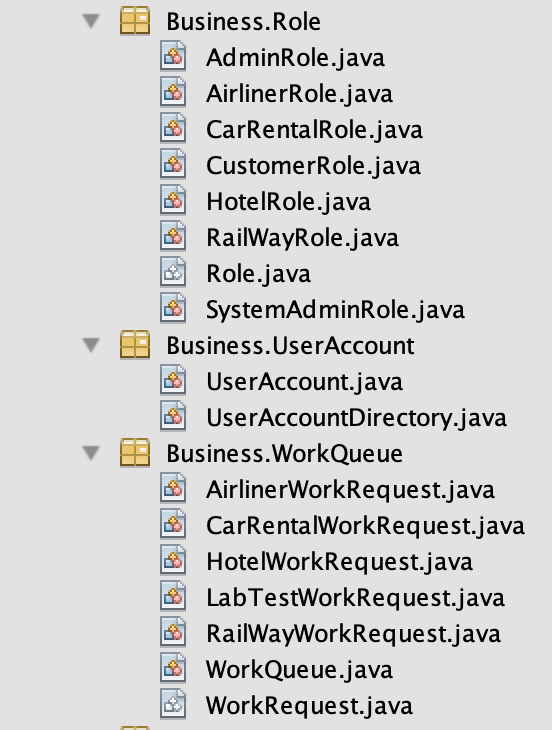 Business.Role
AdminRole.java
AirlinerRole.java
CarRentalRole.java
CustomerRole.java
HotelRole.java
RailWayRole.java
Role.java
SystemAdminRole.java
Business.UserAccount
UserAccount.java
UserAccountDirectory.java
Business.WorkQueue
AirlinerWorkRequest.java
CarRentalWorkRequest.java
HotelWorkRequest.java
LabTestWorkRequest.java
RailWayWorkRequest.java
WorkQueue.java
WorkRequest.java